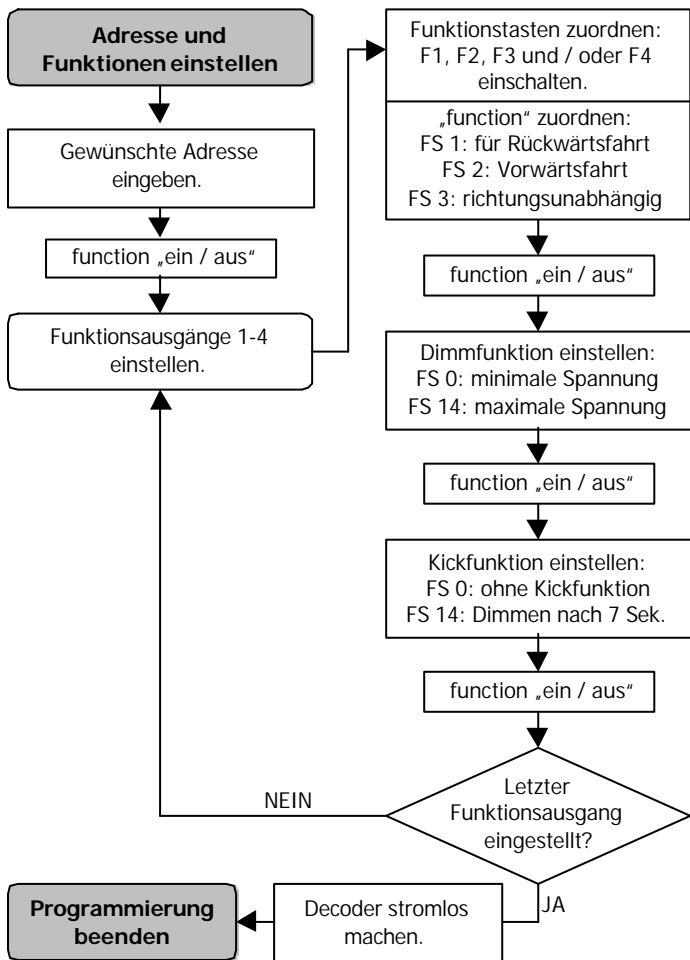 Adresse und
Funktionen einstellen
Gewünschte Adresse
eingeben.
function „ein / aus“
Funktionsausgänge 1-4
einstellen.
Funktionstasten zuordnen:
F1, F2, F3 und / oder F4
einschalten.
„function“ zuordnen:
FS 1: für Rückwärtsfahrt
FS 2: Vorwärtsfahrt
FS 3: richtungsunabhängig
function „ein / aus“
Dimmfunktion einstellen:
FS 0: minimale Spannung
FS 14: maximale Spannung
function „ein / aus“
Kickfunktion einstellen:
FS 0: ohne Kickfunktion
FS 14: Dimmen nach 7 Sek.
function „ein / aus“
Letzter
Funktionsausgang
eingestellt?
NEIN
JA
Decoder stromlos
machen.
Programmierung
beenden